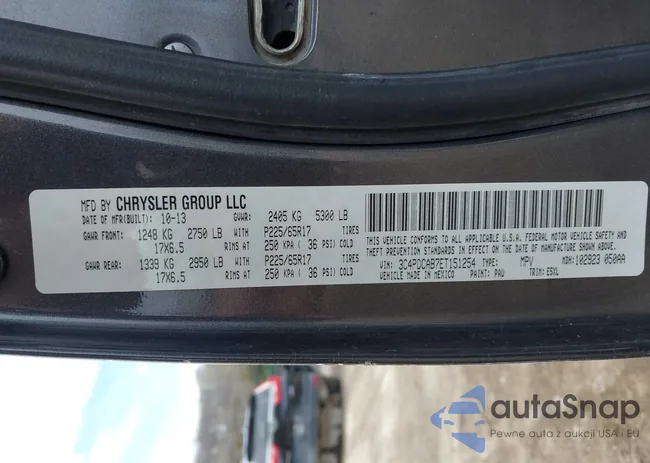 MFD BY CHRYSLER GROUP LLC
DATE OF MFR(BUILT): 10-13 GVWR: 2405 KG 5300 LB
GAWR FRONT: 1248 KG 2750 LB WITH P225/65R17
17X6.5 RIMS AT 250 KPA ( 36 PSI) COLD
GAWR REAR: 1339 KG 2950 LB WITH P225/65R17
17X6.5 RIMS AT 250 KPA ( 36 PSI) COLD
THIS VEHICLE CONFORMS TO ALL APPLICABLE U.S.A. FEDERAL MOTOR VEHICLE SAFETY AND
THEFT PREVENTION STANDARDS IN EFFECT ON THE DATE OF MANUFACTURE SHOWN ABOVE.
VIN: 3C4PDCAB7ET151254 TYPE: MPV MDH: 102923 050AA
VEHICLE MADE IN MEXICO PAINT: PAU TRIM: E5XL
autaSnap
Pewne auta z aukcji USA i EU